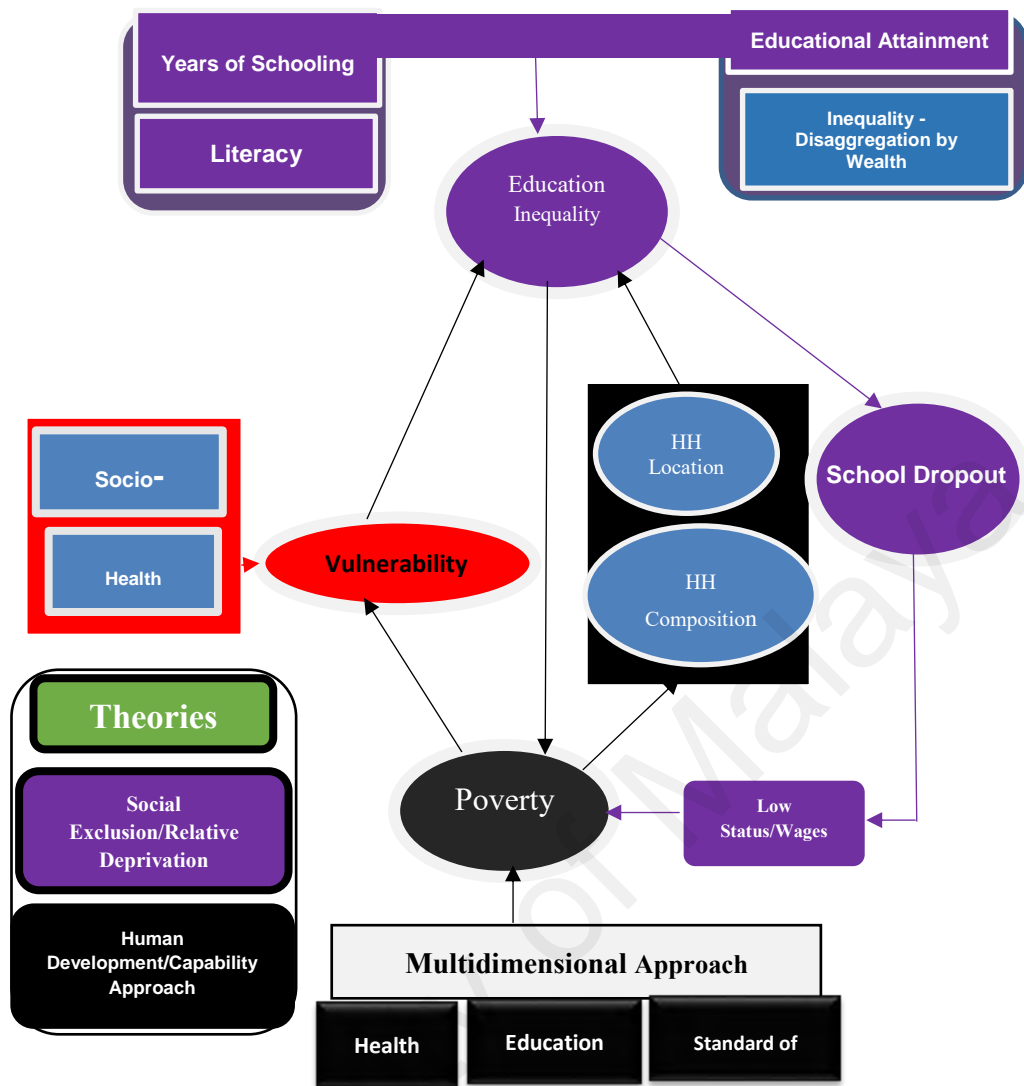 Years of Schooling
Literacy
Educational Attainment
Inequality -
Disaggregation by
Wealth
Education
Inequality
HH
Location
HH
Composition
School Dropout
Socio-
Health
Vulnerability
Theories
Social
Exclusion/Relative
Deprivation
Human
Development/Capability
Approach
Poverty
Low
Status/Wages
Multidimensional Approach
Health
Education
Standard of
of Malaya